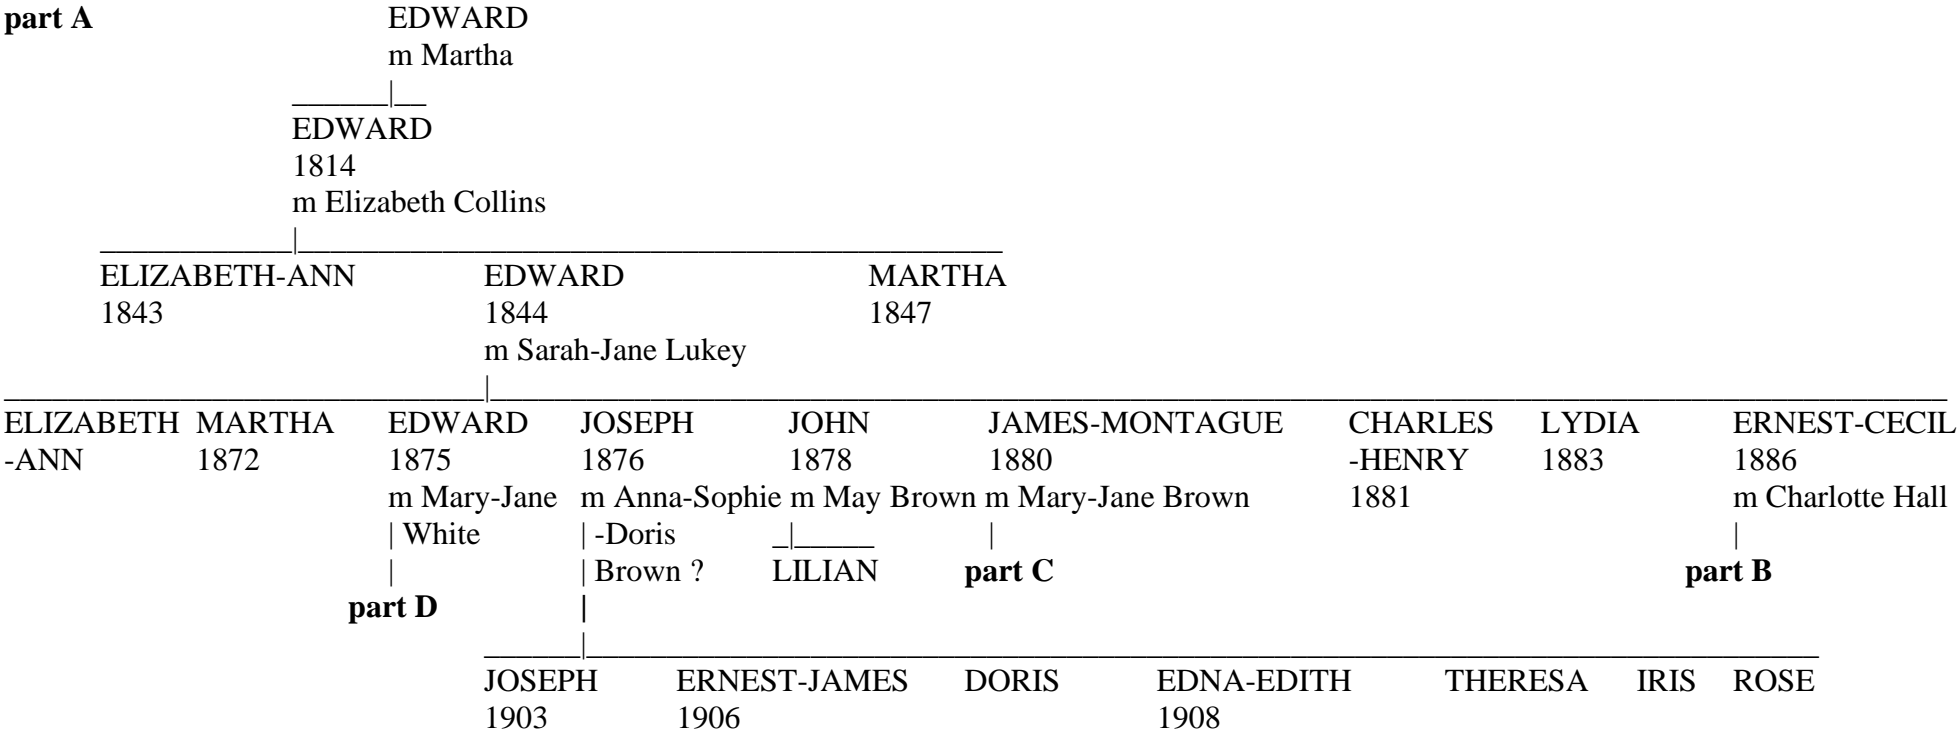 part A EDWARD
m Martha
EDWARD
1814
m Elizabeth Collins
ELIZABETH-ANN EDWARD MARTHA
1843 1844 1847
m Sarah-Jane Lukey
ELIZABETH MARTHA EDWARD JOSEPH JOHN JAMES-MONTAGUE CHARLES LYDIA ERNEST-CECIL
-ANN 1872 1875 1876 1878 1880 -HENRY 1883 1886
m Mary-Jane m Anna-Sophie m May Brown m Mary-Jane Brown 1881 m Charlotte Hall
| White | -Doris | | |
| | Brown ? LILIAN part C part B
part D |
|
JOSEPH ERNEST-JAMES DORIS EDNA-EDITH THERESA IRIS ROSE
1903 1906 1908